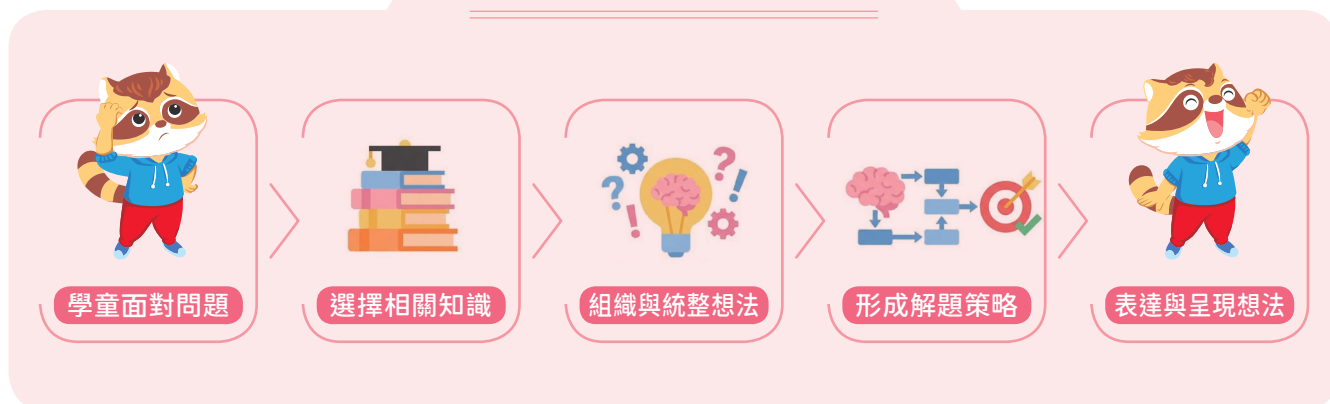 學童面對問題
選擇相關知識
組織與統整想法
形成解題策略
表達與呈現想法